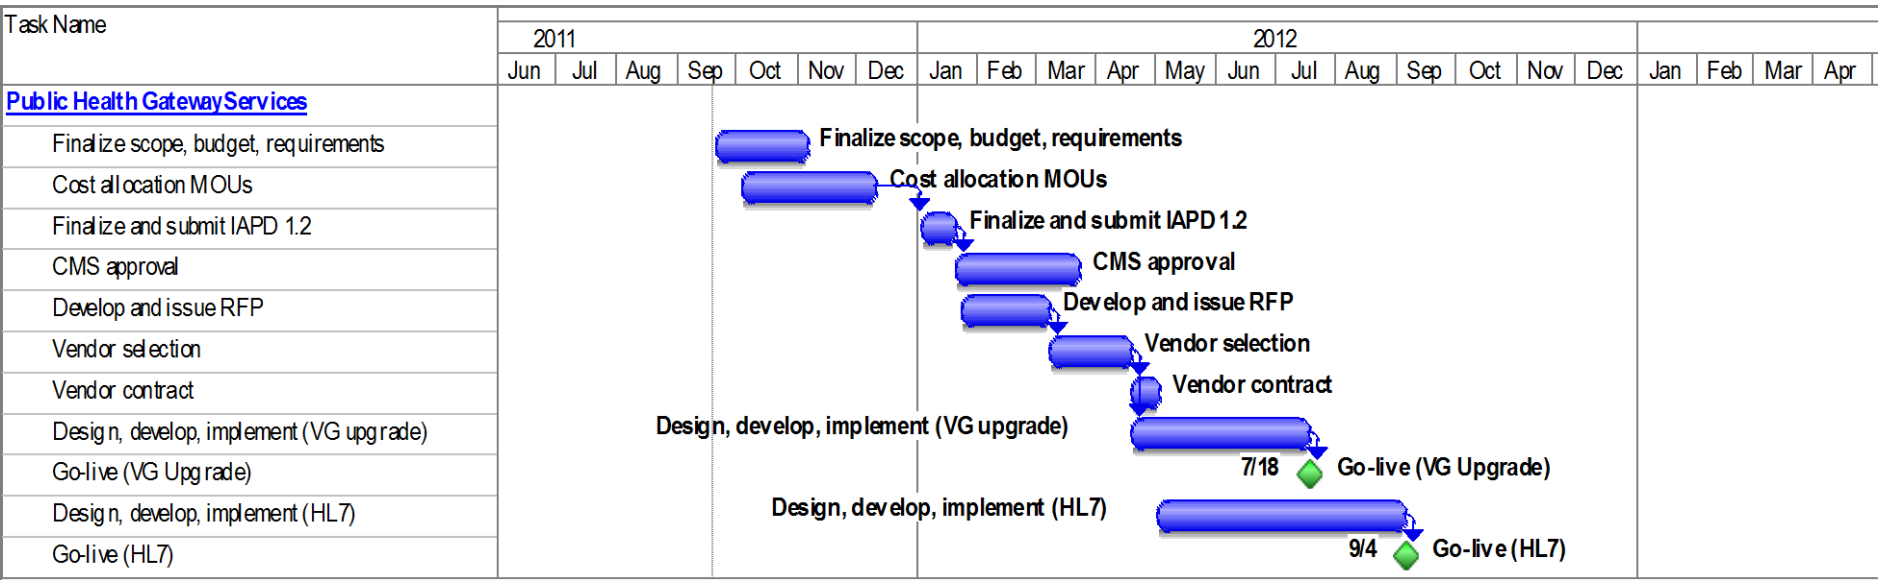 Task Name
2011
2012
Jun Jul Aug Sep Oct Nov Dec Jan Feb Mar Apr May Jun Jul Aug Sep Oct Nov Dec Jan Feb Mar Apr
Public Health Gateway Services
Finalize scope, budget, requirements Finalize scope, budget, requirements
Cost allocation MOUs Cost allocation MOUs
Finalize and submit IAPD 1.2 Finalize and submit IAPD 1.2
CMS approval CMS approval
Develop and issue RFP Develop and issue RFP
Vendor selection Vendor selection
Vendor contract Vendor contract
Design, develop, implement (VG upgrade) Design, develop, implement (VG upgrade)
Go-live (VG Upgrade) 7/18 Go-live (VG Upgrade)
Design, develop, implement (HL7) Design, develop, implement (HL7)
Go-live (HL7) 9/4 Go-live (HL7)